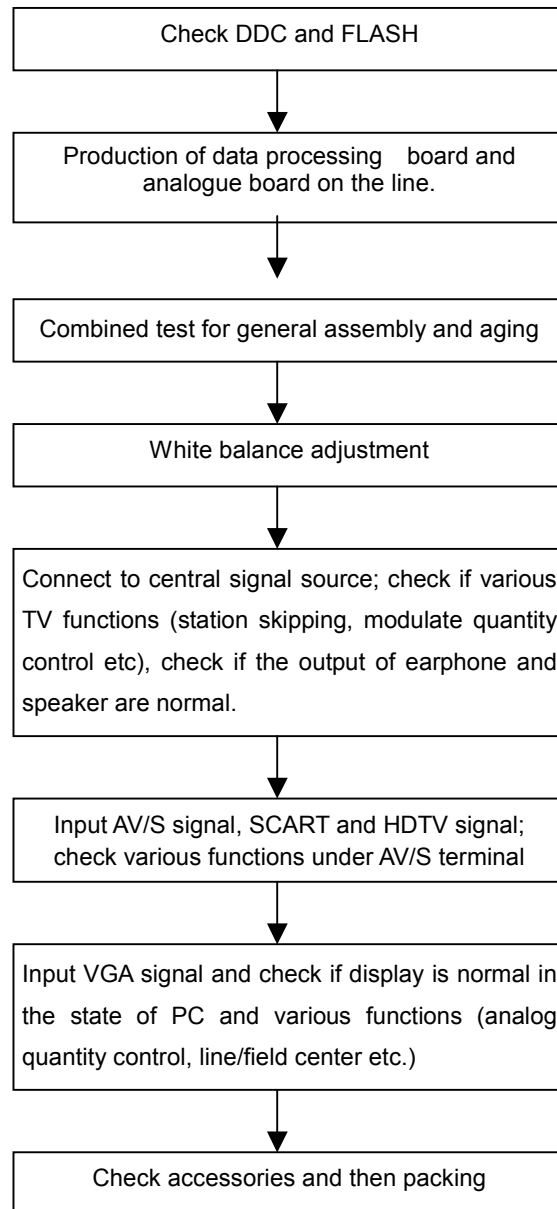 Check DDC and FLASH
Production of data processing board and
analogue board on the line.
Combined test for general assembly and aging
White balance adjustment
Connect to central signal source; check if various
TV functions (station skipping, modulate quantity
control etc), check if the output of earphone and
speaker are normal.
Input AV/S signal, SCART and HDTV signal;
check various functions under AV/S terminal
Input VGA signal and check if display is normal in
the state of PC and various functions (analog
quantity control, line/field center etc.)
Check accessories and then packing